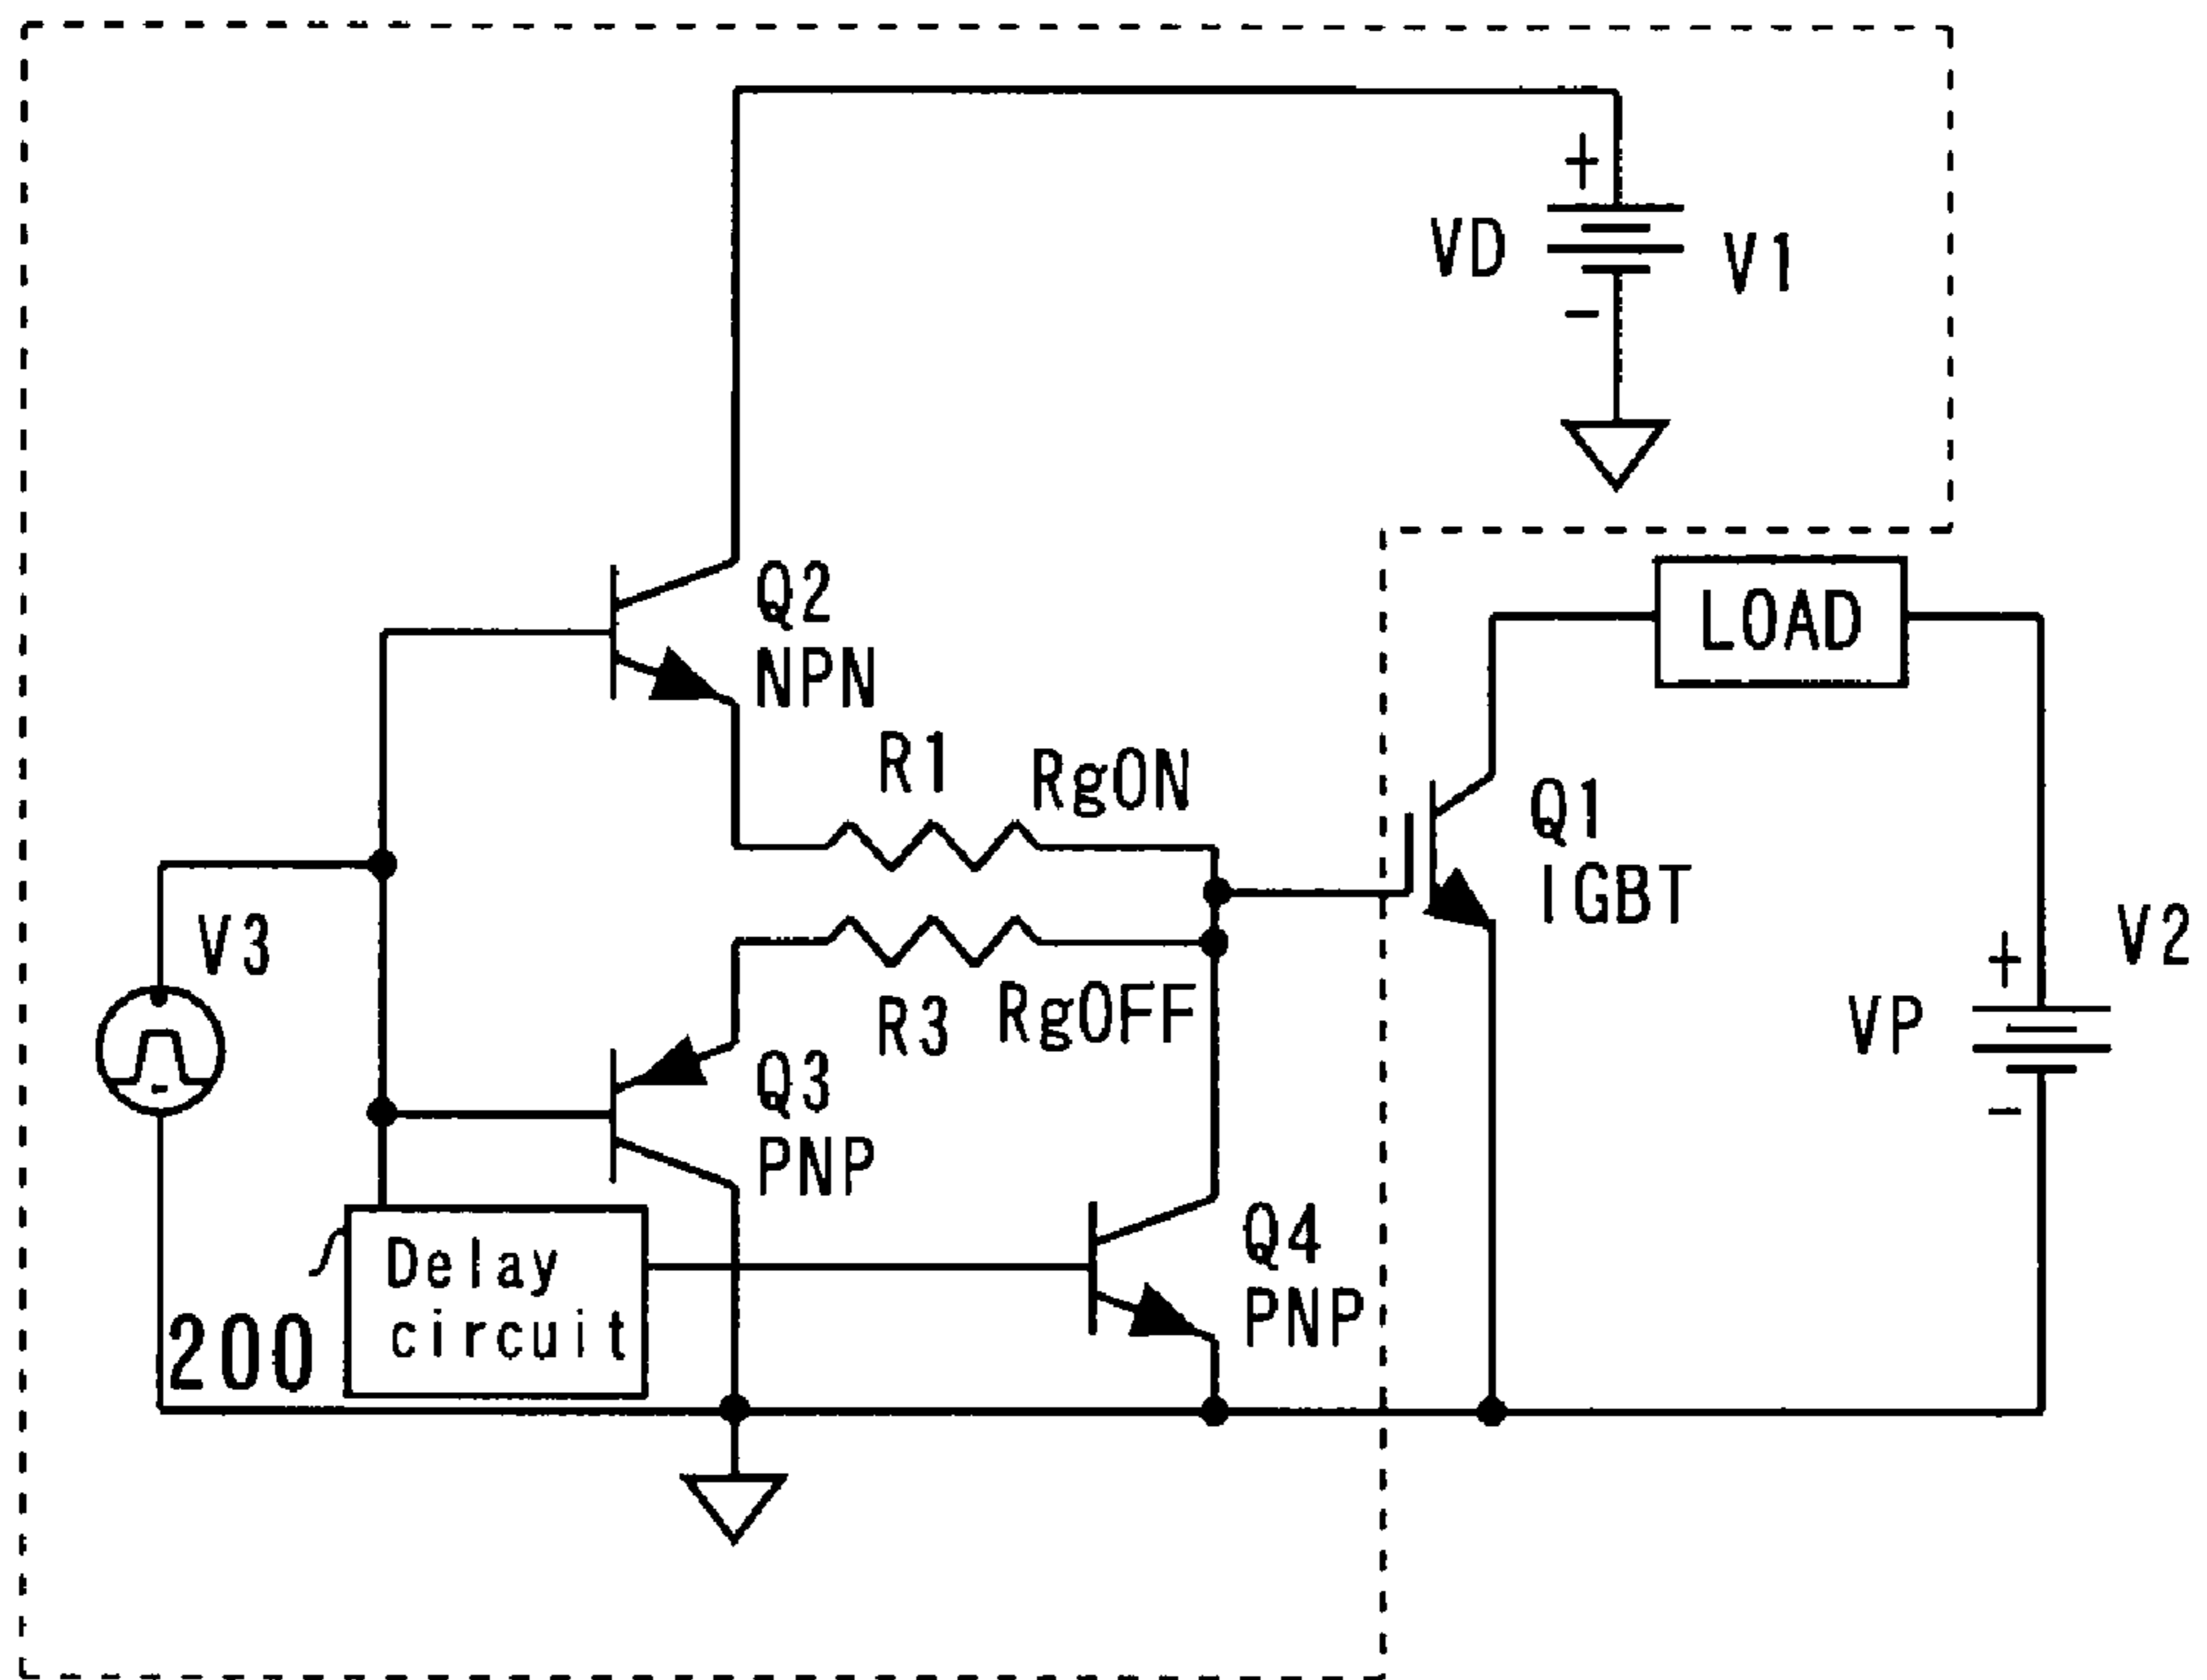 +
VD
V1
-
Q2
NPN
LOAD
R1
RgON
Q1
IGBT
V3
+
V2
R3
RgOFF
VP
Q3
PNP
-
Delay
circuit
Q4
PNP
200